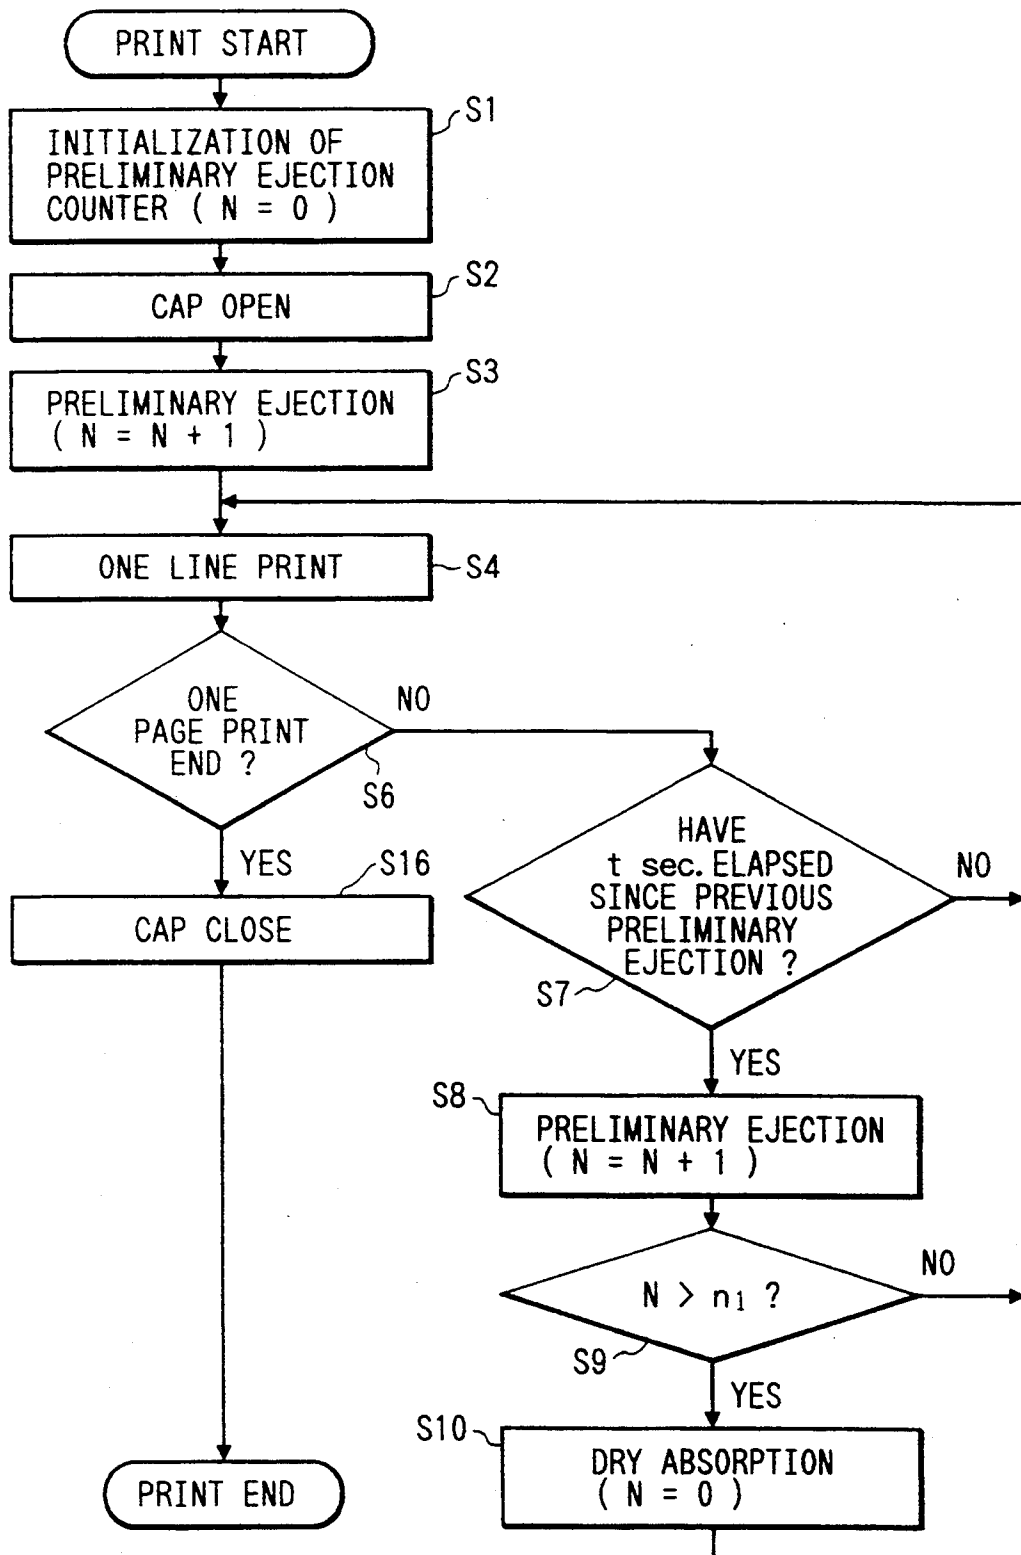 PRINT START
S1
INITIALIZATION OF
PRELIMINARY EJECTION
COUNTER ( N = 0 )
S2
CAP OPEN
S3
PRELIMINARY EJECTION
( N = N + 1 )
ONE LINE PRINT
S4
ONE
PAGE PRINT
END ?
NO
S6
YES
S16
CAP CLOSE
HAVE
t sec. ELAPSED
SINCE PREVIOUS
PRELIMINARY
EJECTION ?
NO
S7
YES
S8
PRELIMINARY EJECTION
( N = N + 1 )
N > n1 ?
NO
S9
YES
S10
DRY ABSORPTION
( N = 0 )
PRINT END